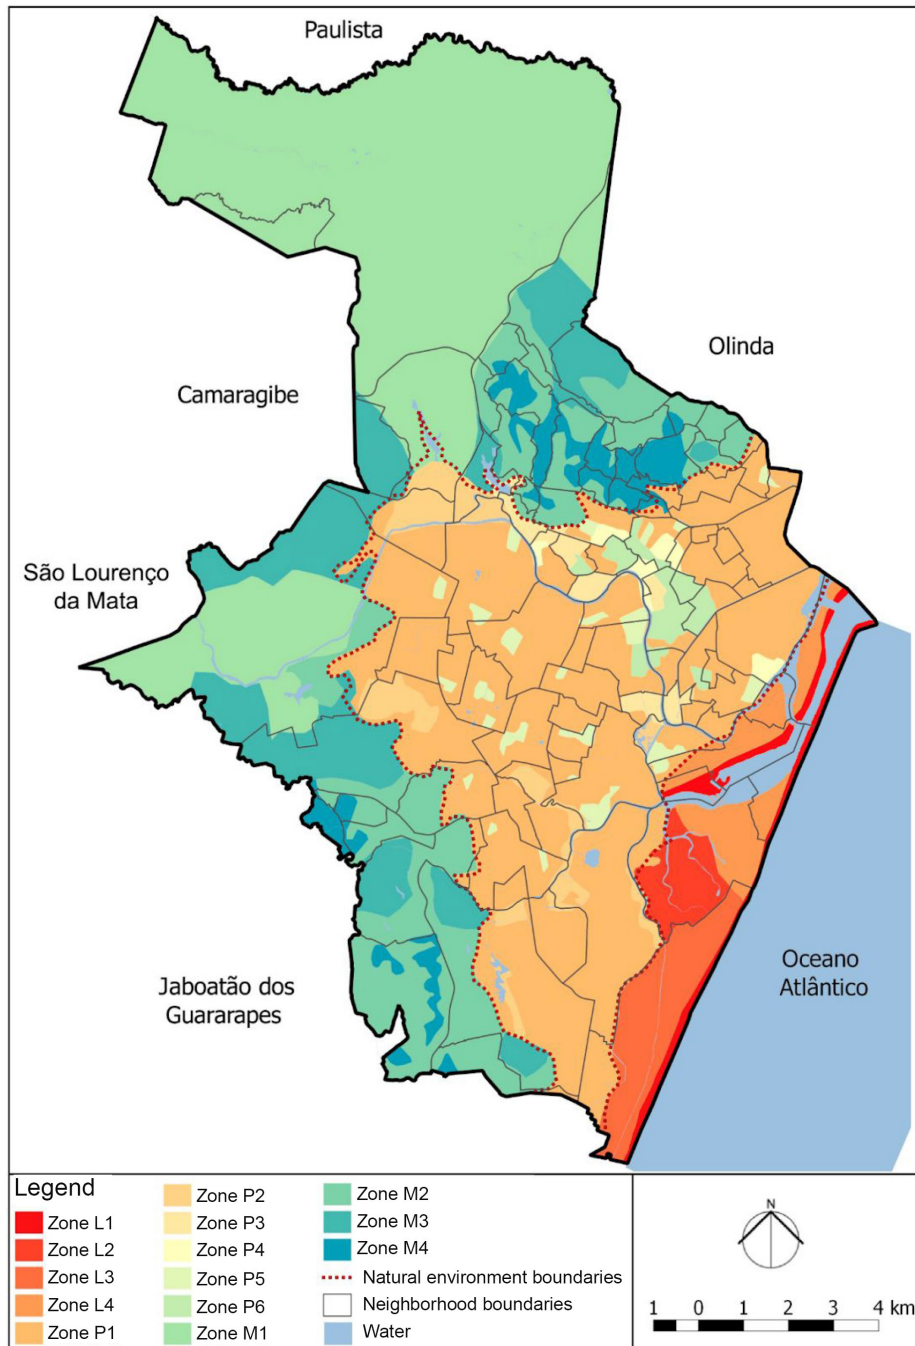 Paulista
Olinda
Camaragibe
São Lourenço
da Mata
Oceano
Atlântico
Jaboatão dos
Guararapes
Legend
Zone L1
Zone L2
Zone L3
Zone L4
Zone P1
Zone P2
Zone P3
Zone P4
Zone P5
Zone P6
Zone M1
Zone M2
Zone M3
Zone M4
Natural environment boundaries
Neighborhood boundaries
Water
N
1 0 1 2 3 4 km